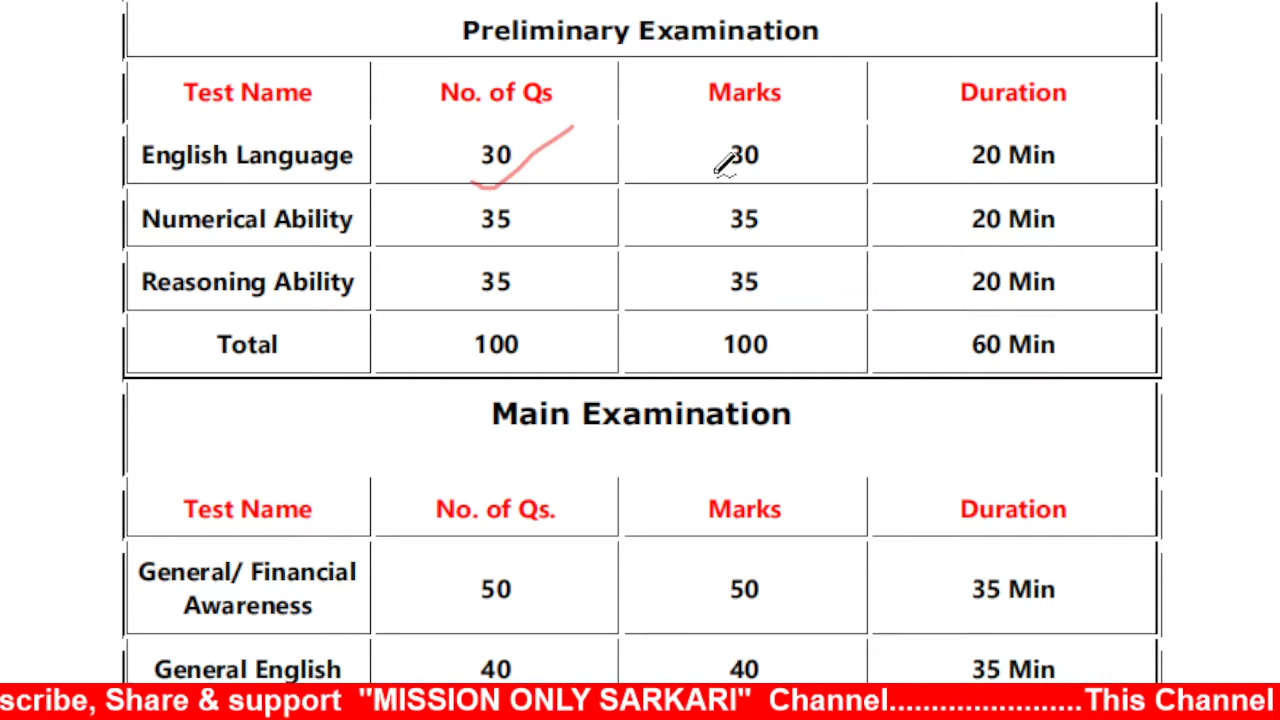 Preliminary Examination
Test Name No. of Qs Marks Duration
English Language 30 30 20 Min
Numerical Ability 35 35 20 Min
Reasoning Ability 35 35 20 Min
Total 100 100 60 Min
Main Examination
Test Name No. of Qs. Marks Duration
General/ Financial
Awareness 50 50 35 Min
General English 40 40 35 Min
scribe, Share & support "MISSION ONLY SARKARI" Channel.......................This Channel